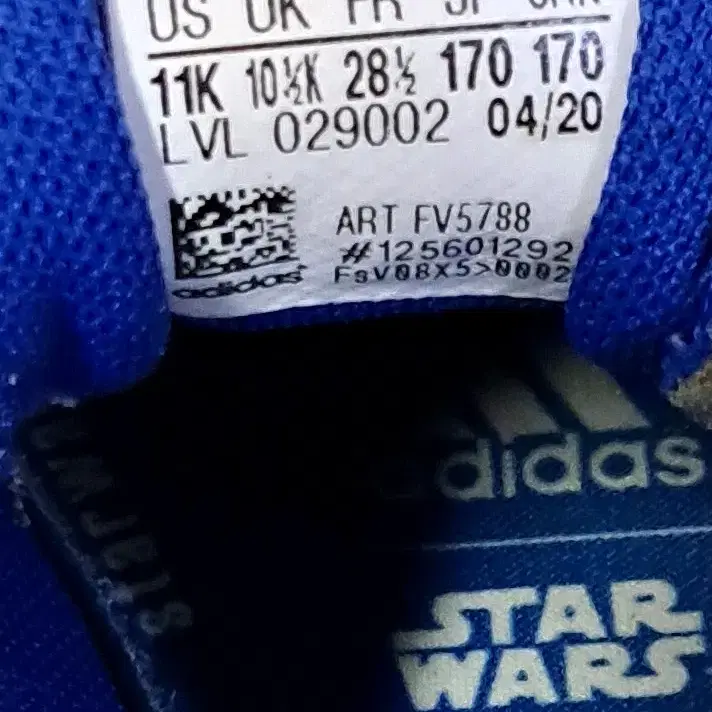 US UK FR JP CHN
11K 10½K 28½ 170 170
LVL 029002 04/20
ART FV5788
#125601292
FsV08X5>0002
adidas
adidas
STAR
WARS